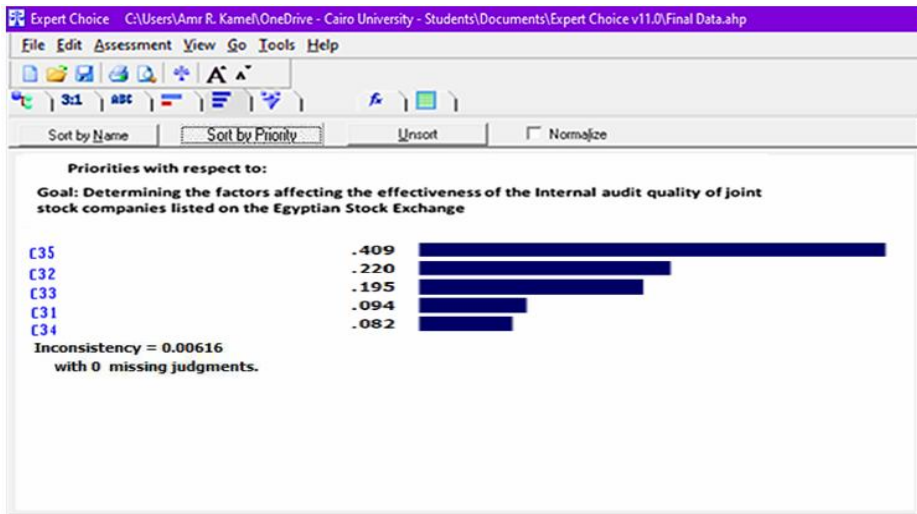 Expert Choice C:\Users\Amr R. Kamel\OneDrive - Cairo University - Students\Documents\Expert Choice v11.0\Final Data.ahp
File Edit Assessment View Go Tools Help
3:1 ABC
Sort by Name Sort by Priority Unsort Normalize
Priorities with respect to:
Goal: Determining the factors affecting the effectiveness of the Internal audit quality of joint
stock companies listed on the Egyptian Stock Exchange
C35 .409
C32 .220
C33 .195
C31 .094
C34 .082
Inconsistency = 0.00616
with 0 missing judgments.